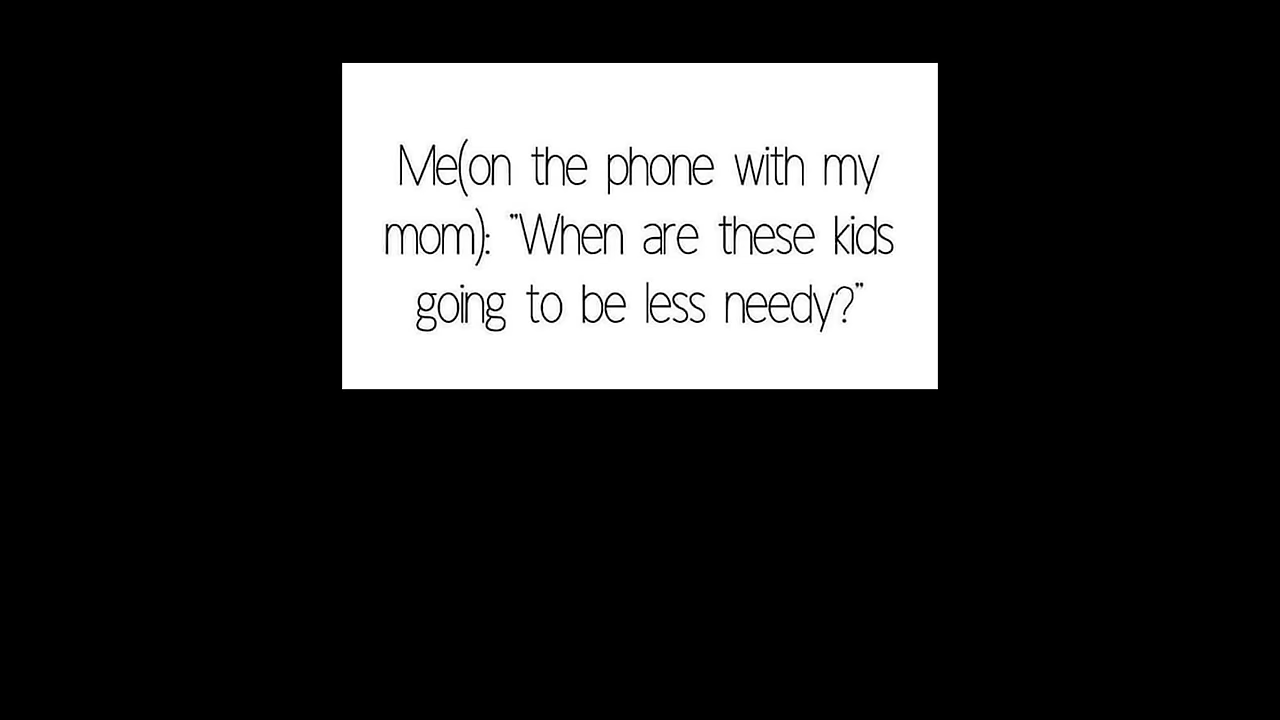 Me(on the phone with my
mom): "When are these kids
going to be less needy?"